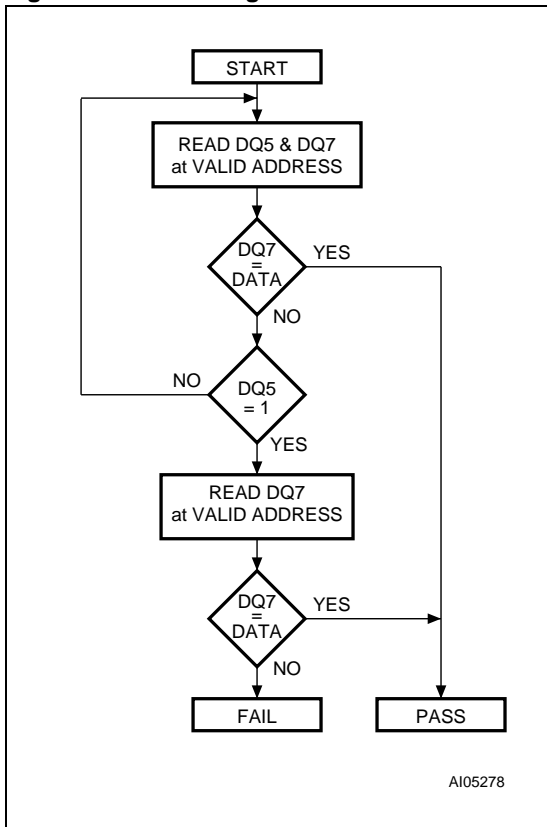 START
READ DQ5 & DQ7
at VALID ADDRESS
DQ7
=
DATA
YES
NO
NO
DQ5
= 1
YES
READ DQ7
at VALID ADDRESS
DQ7
=
DATA
YES
NO
FAIL
PASS
AI05278